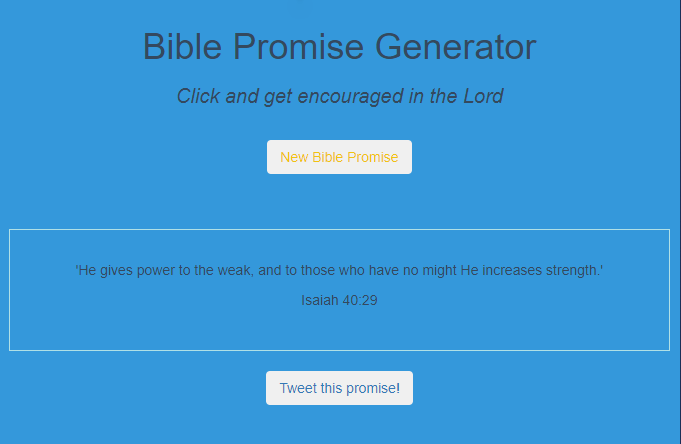 Bible Promise Generator
Click and get encouraged in the Lord
New Bible Promise
'He gives power to the weak, and to those who have no might He increases strength.'
Isaiah 40:29
Tweet this promise!